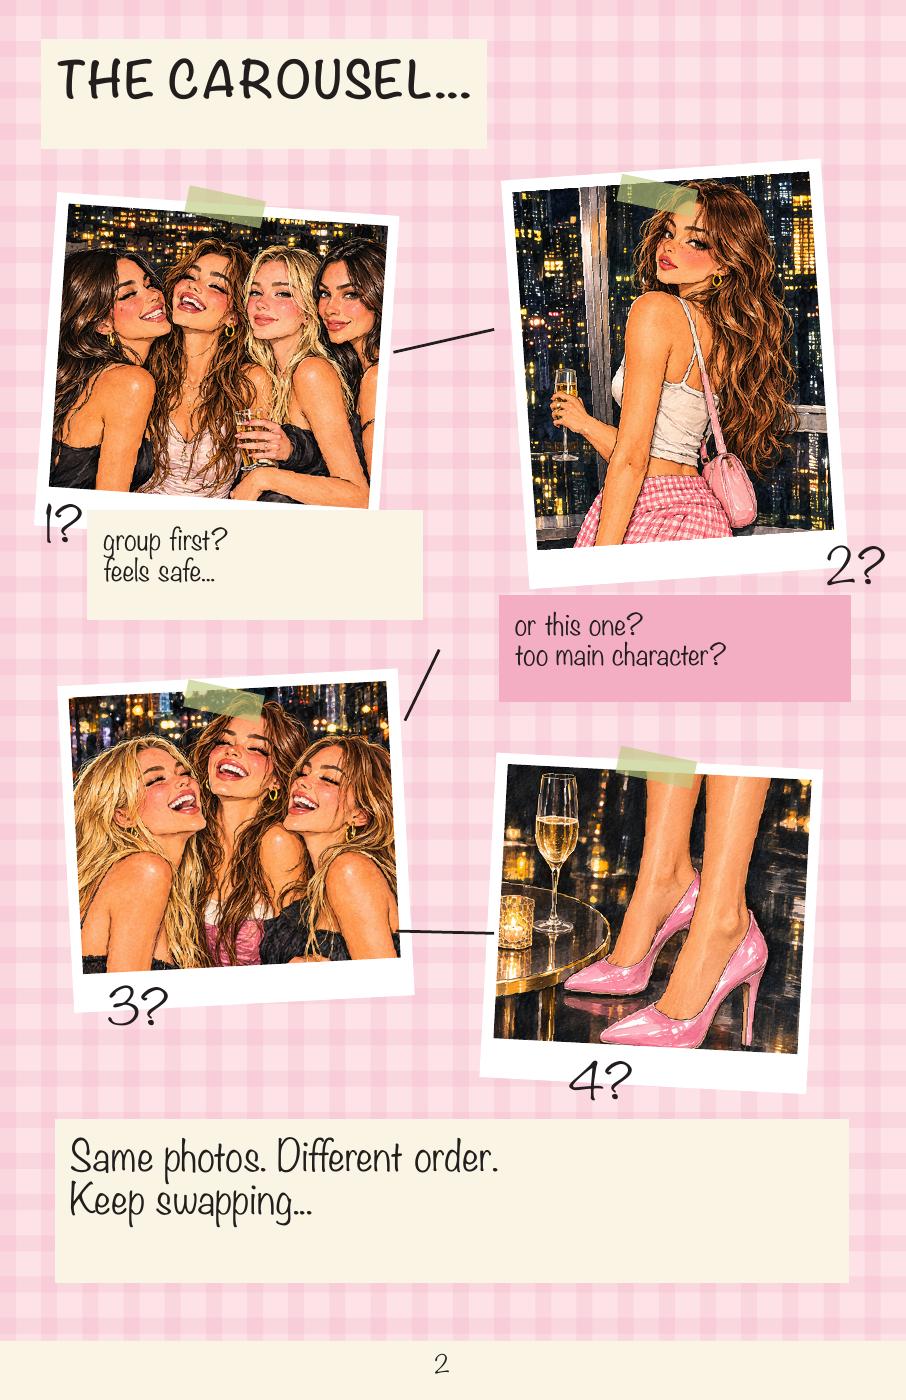 THE CAROUSEL...
1?
group first?
feels safe...
2?
or this one?
too main character?
3?
4?
Same photos. Different order.
Keep swapping...
2